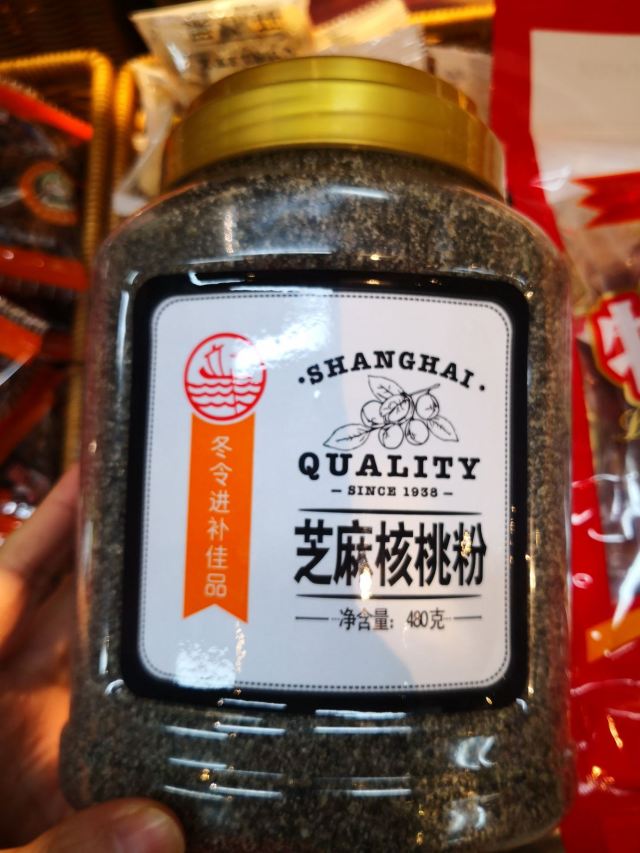 冬令进补佳品
·SHANGHAI·
QUALITY
– SINCE 1938 –
芝麻核桃粉
净含量: 480克